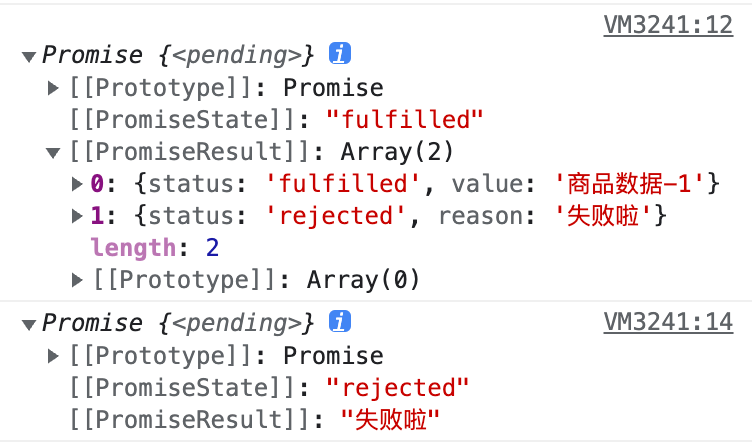 VM3241:12
▼Promise {<pending>} i
▶[[Prototype]]: Promise
[[PromiseState]]: "fulfilled"
▼[[PromiseResult]]: Array(2)
▶0: {status: 'fulfilled', value: '商品数据-1'}
▶1: {status: 'rejected', reason: '失败啦'}
length: 2
▶[[Prototype]]: Array(0)
▼Promise {<pending>} i VM3241:14
▶[[Prototype]]: Promise
[[PromiseState]]: "rejected"
[[PromiseResult]]: "失败啦"